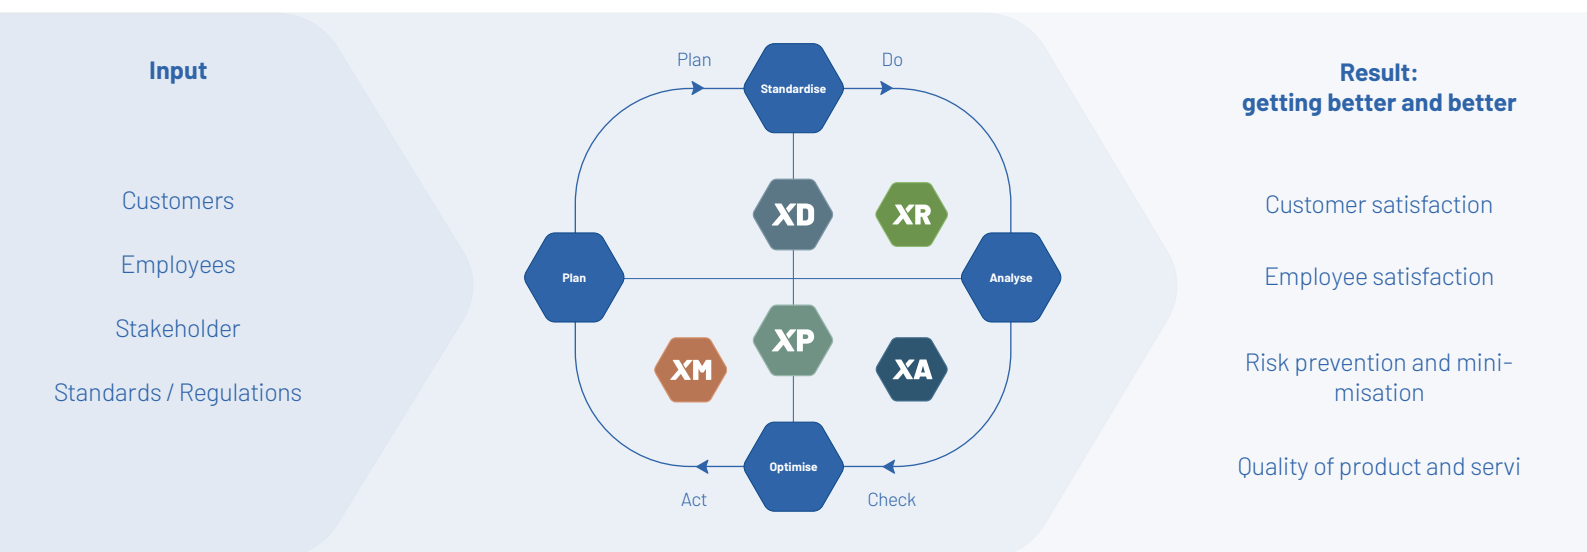 Input
Customers
Employees
Stakeholder
Standards / Regulations
Plan
Do
Standardise
XD
XR
Plan
Analyse
XP
XM
XA
Optimise
Act
Check
Result:
getting better and better
Customer satisfaction
Employee satisfaction
Risk prevention and mini-
misation
Quality of product and servi